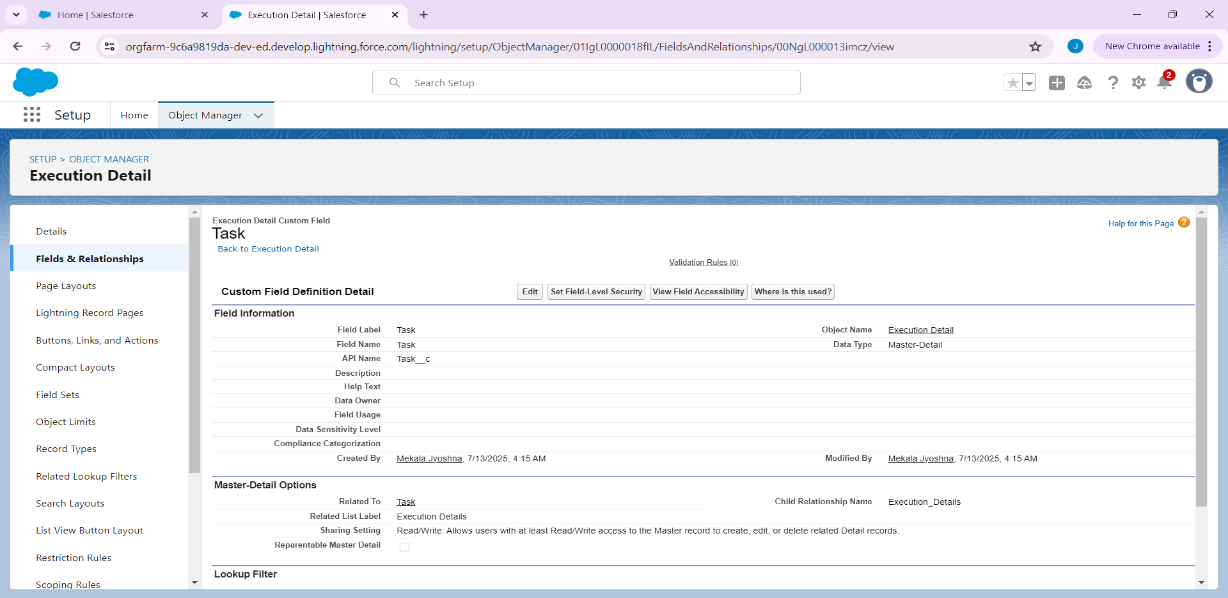 Home | Salesforce
Execution Detail | Salesforce
orgfarm-9c6a9819da-dev-ed.develop.lightning.force.com/lightning/setup/ObjectManager/01IgL0000018fIL/FieldsAndRelationships/00NgL000013imcz/view
J
New Chrome available
Search Setup
2
Setup
Home
Object Manager
SETUP > OBJECT MANAGER
Execution Detail
Details
Fields & Relationships
Page Layouts
Lightning Record Pages
Buttons, Links, and Actions
Compact Layouts
Field Sets
Object Limits
Record Types
Related Lookup Filters
Search Layouts
List View Button Layout
Restriction Rules
Scoping Rules
Execution Detail Custom Field
Task
Back to Execution Detail
Help for this Page
Validation Rules [0]
Custom Field Definition Detail
Edit
Set Field-Level Security
View Field Accessibility
Where is this used?
Field Information
Field Label Task Object Name Execution Detail
Field Name Task Data Type Master-Detail
API Name Task__c
Description
Help Text
Data Owner
Field Usage
Data Sensitivity Level
Compliance Categorization
Created By Mekala Jyoshna, 7/13/2025, 4:15 AM Modified By Mekala Jyoshna, 7/13/2025, 4:15 AM
Master-Detail Options
Related To Task Child Relationship Name Execution_Details
Related List Label Execution Details
Sharing Setting Read/Write: Allows users with at least Read/Write access to the Master record to create, edit, or delete related Detail records.
Reparentable Master Detail
Lookup Filter